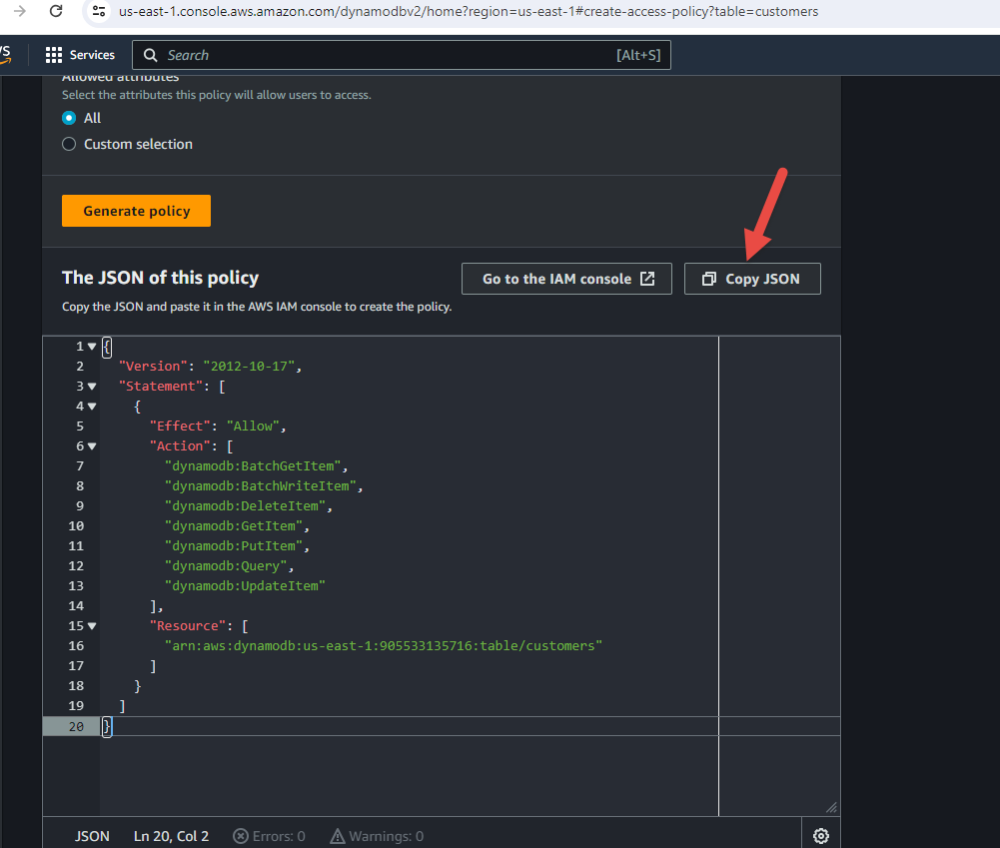 us-east-1.console.aws.amazon.com/dynamodbv2/home?region=us-east-1#create-access-policy?table=customers
Services
Search
[Alt+S]
Allowed attributes
Select the attributes this policy will allow users to access.
All
Custom selection
Generate policy
The JSON of this policy
Go to the IAM console
Copy JSON
Copy the JSON and paste it in the AWS IAM console to create the policy.
1 {
2 "Version": "2012-10-17",
3 "Statement": [
4 {
5 "Effect": "Allow",
6 "Action": [
7 "dynamodb:BatchGetItem",
8 "dynamodb:BatchWriteItem",
9 "dynamodb:DeleteItem",
10 "dynamodb:GetItem",
11 "dynamodb:PutItem",
12 "dynamodb:Query",
13 "dynamodb:UpdateItem"
14 ],
15 "Resource": [
16 "arn:aws:dynamodb:us-east-1:905533135716:table/customers"
17 ]
18 }
19 ]
20 }
JSON Ln 20, Col 2 Errors: 0 Warnings: 0